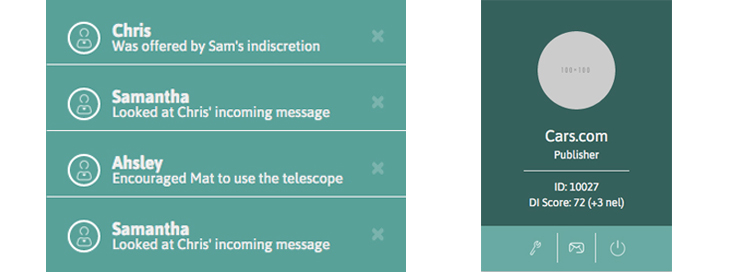 Chris
Was offered by Sam's indiscretion
Samantha
Looked at Chris' incoming message
Ahsley
Encouraged Mat to use the telescope
Samantha
Looked at Chris' incoming message
100×100
Cars.com
Publisher
ID: 10027
DI Score: 72 (+3 nel)